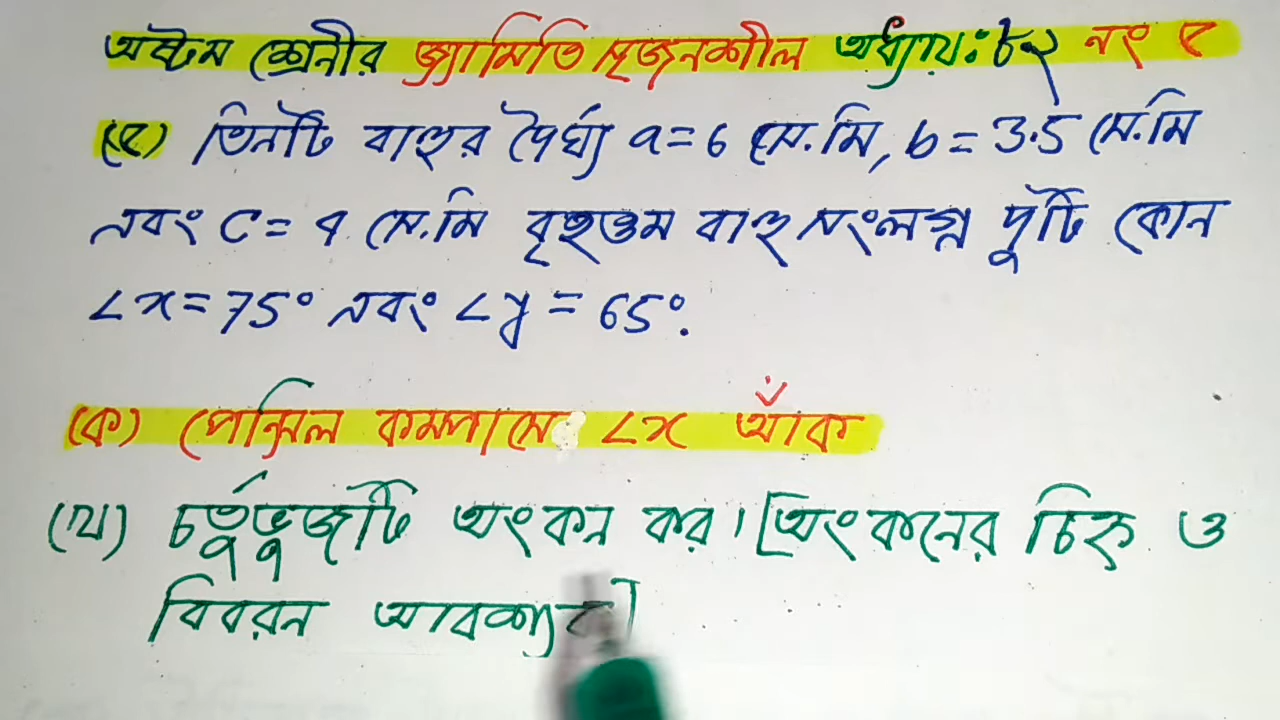 অষ্টম শ্রেনীর জ্যামিতি সৃজনশীল অধ্যায়: ৮.২ নং ৫
(৫) তিনটি বাহুর দৈর্ঘ্য a = 6 সে.মি, b = 3.5 সে.মি
এবং c = 4 সে.মি বৃহত্তম বাহু সংলগ্ন দুটি কোন
∠x = 75° এবং ∠y = 65°.
(ক) পেন্সিল কম্পাসে ∠x আঁক
(খ) চর্তুভুজটি অংকন কর। [অংকনের চিহ্ন ও
বিবরন আবশ্যক]